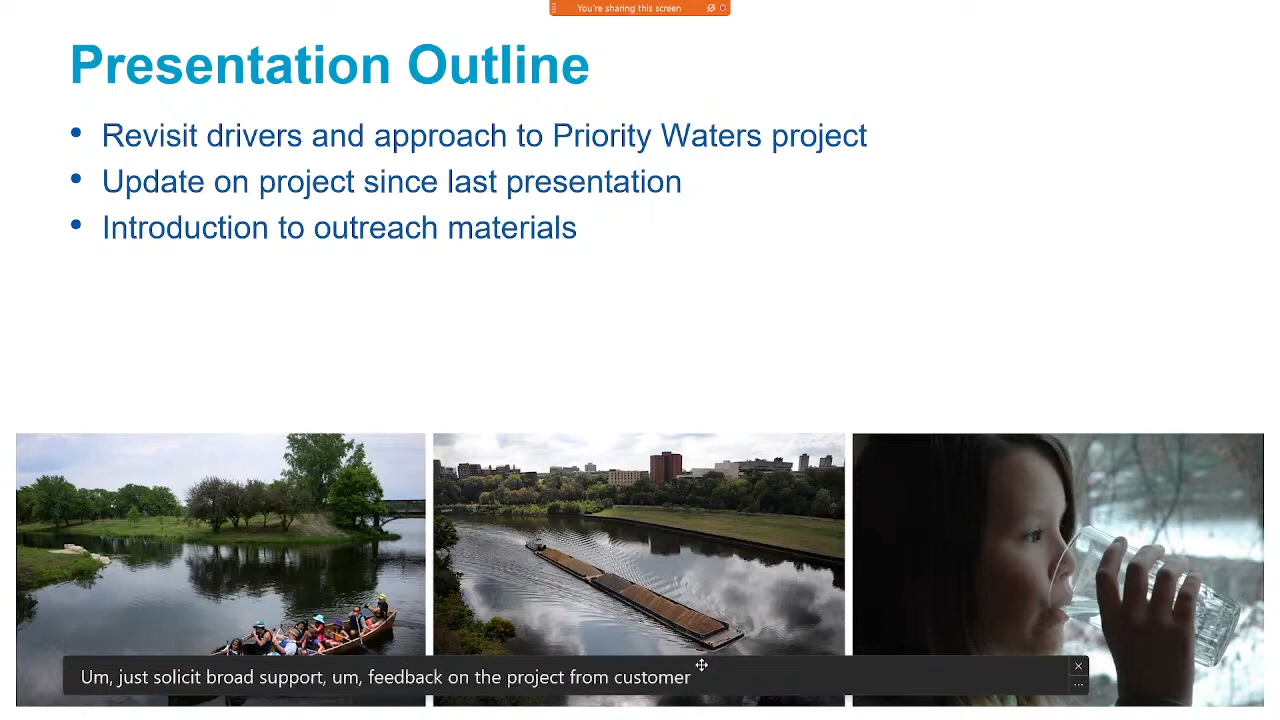 You're sharing this screen
Presentation Outline
• Revisit drivers and approach to Priority Waters project
• Update on project since last presentation
• Introduction to outreach materials
Um, just solicit broad support, um, feedback on the project from customer